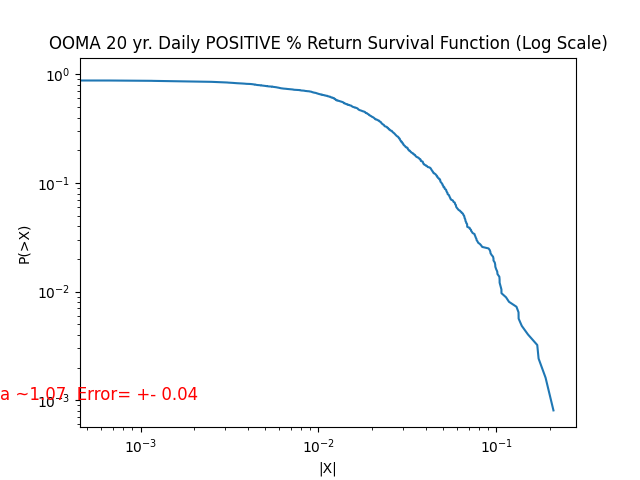 OOMA 20 yr. Daily POSITIVE % Return Survival Function (Log Scale)
10⁰
10⁻¹
P(>X)
10⁻²
a ~1.07 Error= +- 0.04
10⁻³
10⁻³ 10⁻² 10⁻¹
|X|